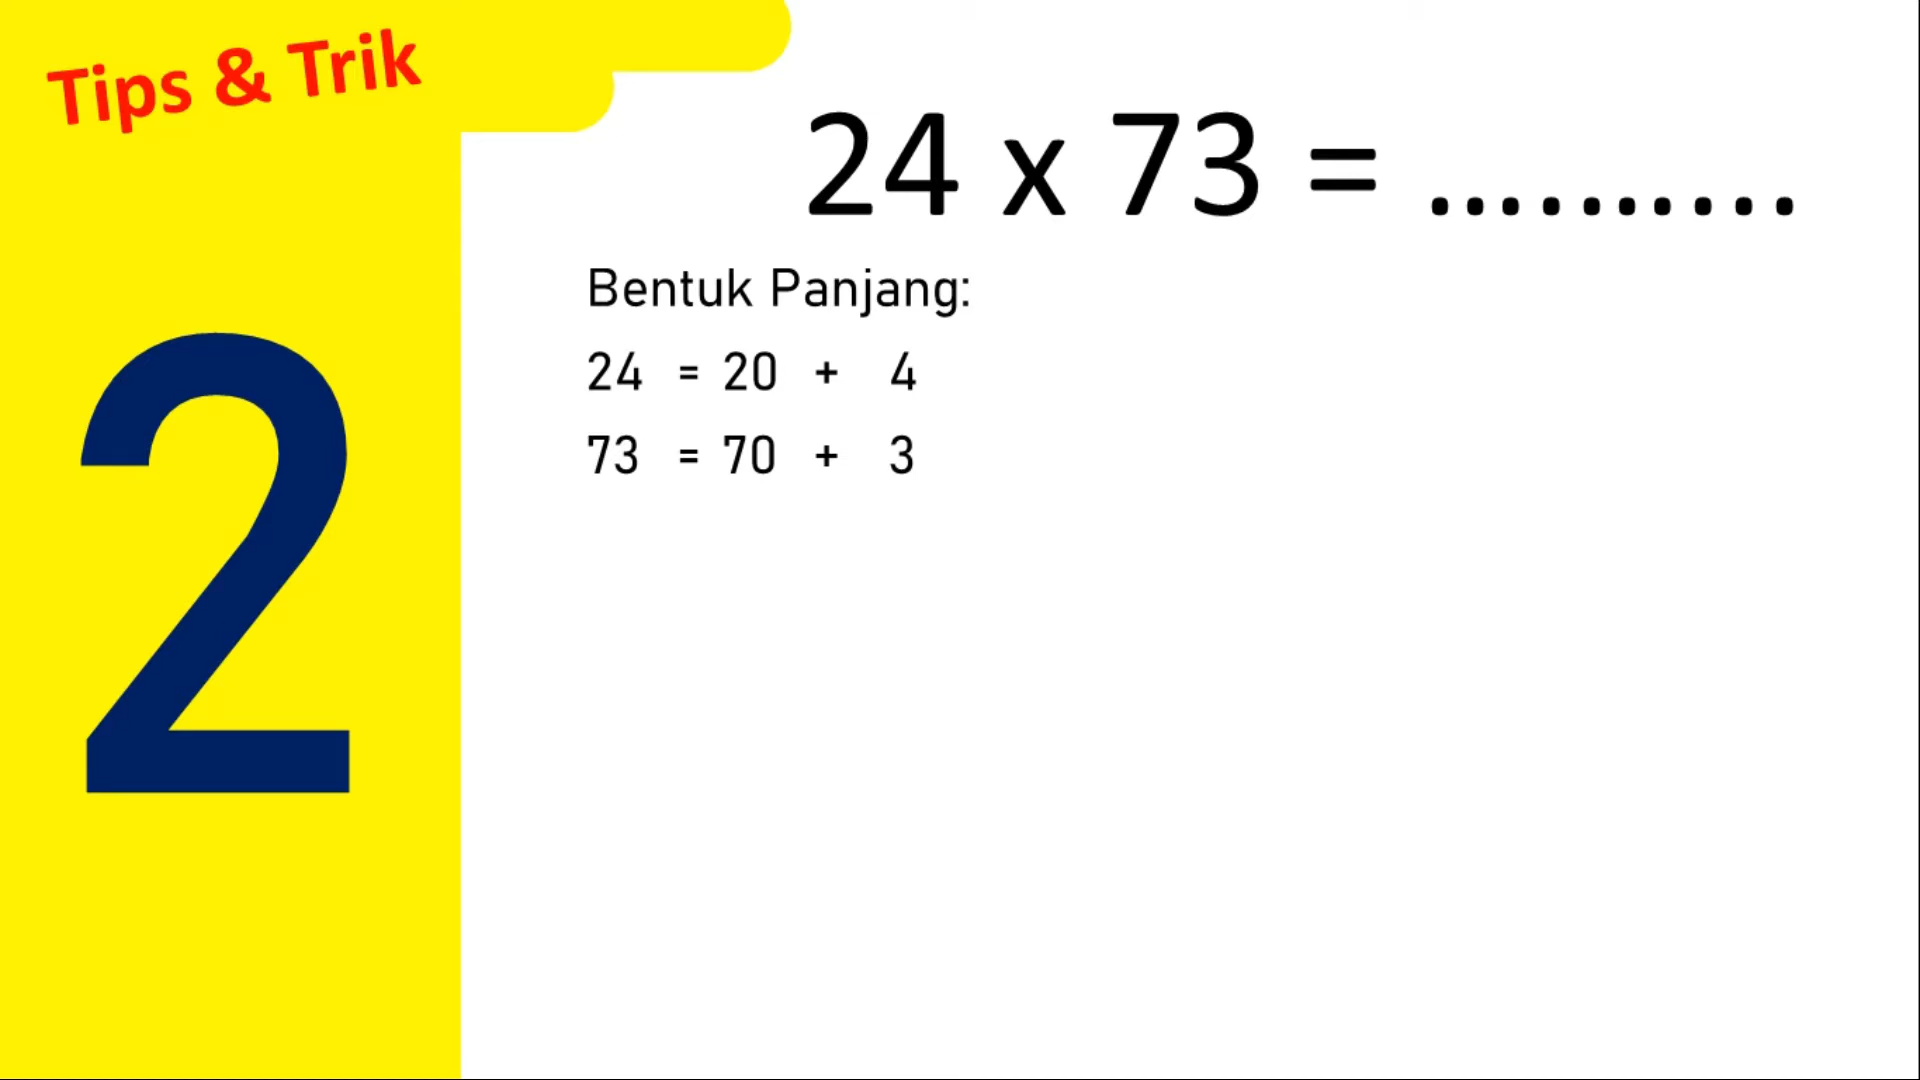 Tips & Trik
24 x 73 = ..........
Bentuk Panjang:
24 = 20 + 4
73 = 70 + 3
2